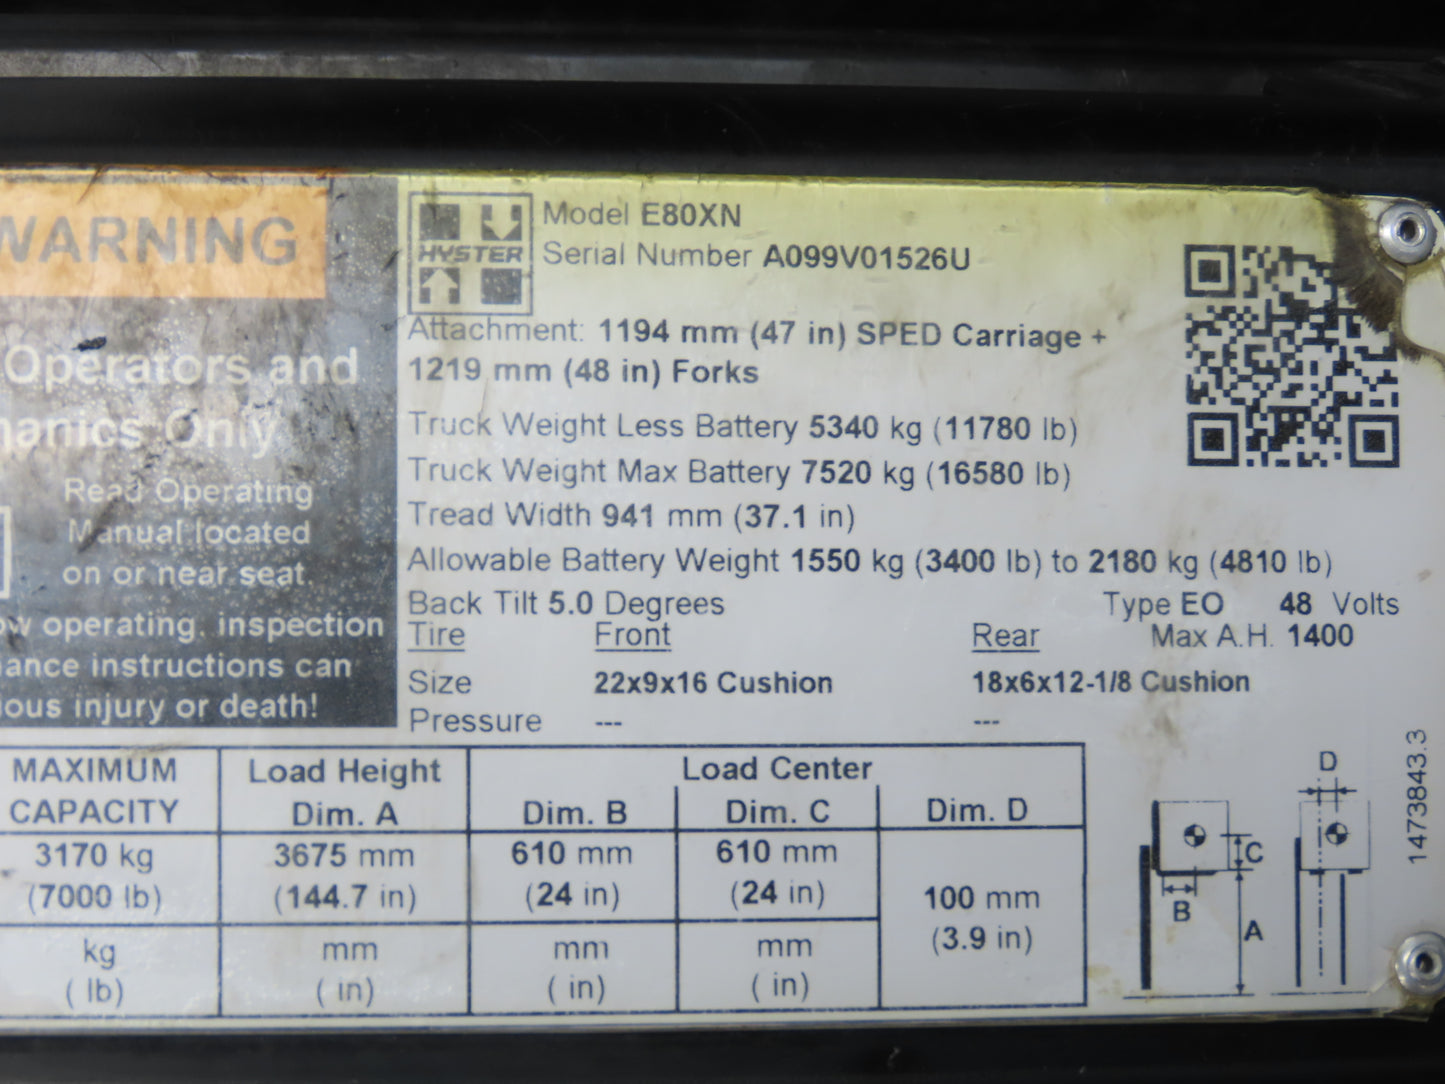 WARNING
Operators and
Only
Read Operating
Manual located
on or near seat.
operating, inspection
instructions can
injury or death!
HYSTER
Model E80XN
Serial Number A099V01526U
Attachment: 1194 mm (47 in) SPED Carriage +
1219 mm (48 in) Forks
Truck Weight Less Battery 5340 kg (11780 lb)
Truck Weight Max Battery 7520 kg (16580 lb)
Tread Width 941 mm (37.1 in)
Allowable Battery Weight 1550 kg (3400 lb) to 2180 kg (4810 lb)
Back Tilt 5.0 Degrees Type EO 48 Volts
Tire Front Rear Max A.H. 1400
Size 22x9x16 Cushion 18x6x12-1/8 Cushion
Pressure --- ---
MAXIMUM Load Height Load Center
CAPACITY Dim. A Dim. B Dim. C Dim. D
3170 kg 3675 mm 610 mm 610 mm
(7000 lb) (144.7 in) (24 in) (24 in) 100 mm
(3.9 in)
kg mm mm mm
( lb) ( in) ( in) ( in)
D
C
B
A
1473843.3